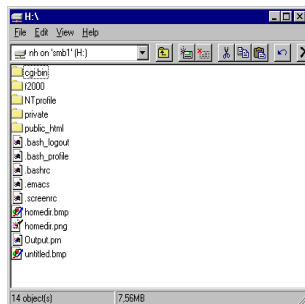 H:\
File Edit View Help
nh on 'smb1' (H:)
cgi-bin
f2000
NTprofile
private
public_html
.bash_logout
.bash_profile
.bashrc
.emacs
.screenrc
homedir.bmp
homedir.png
Output.prn
untitled.bmp
14 object(s) 7,56MB